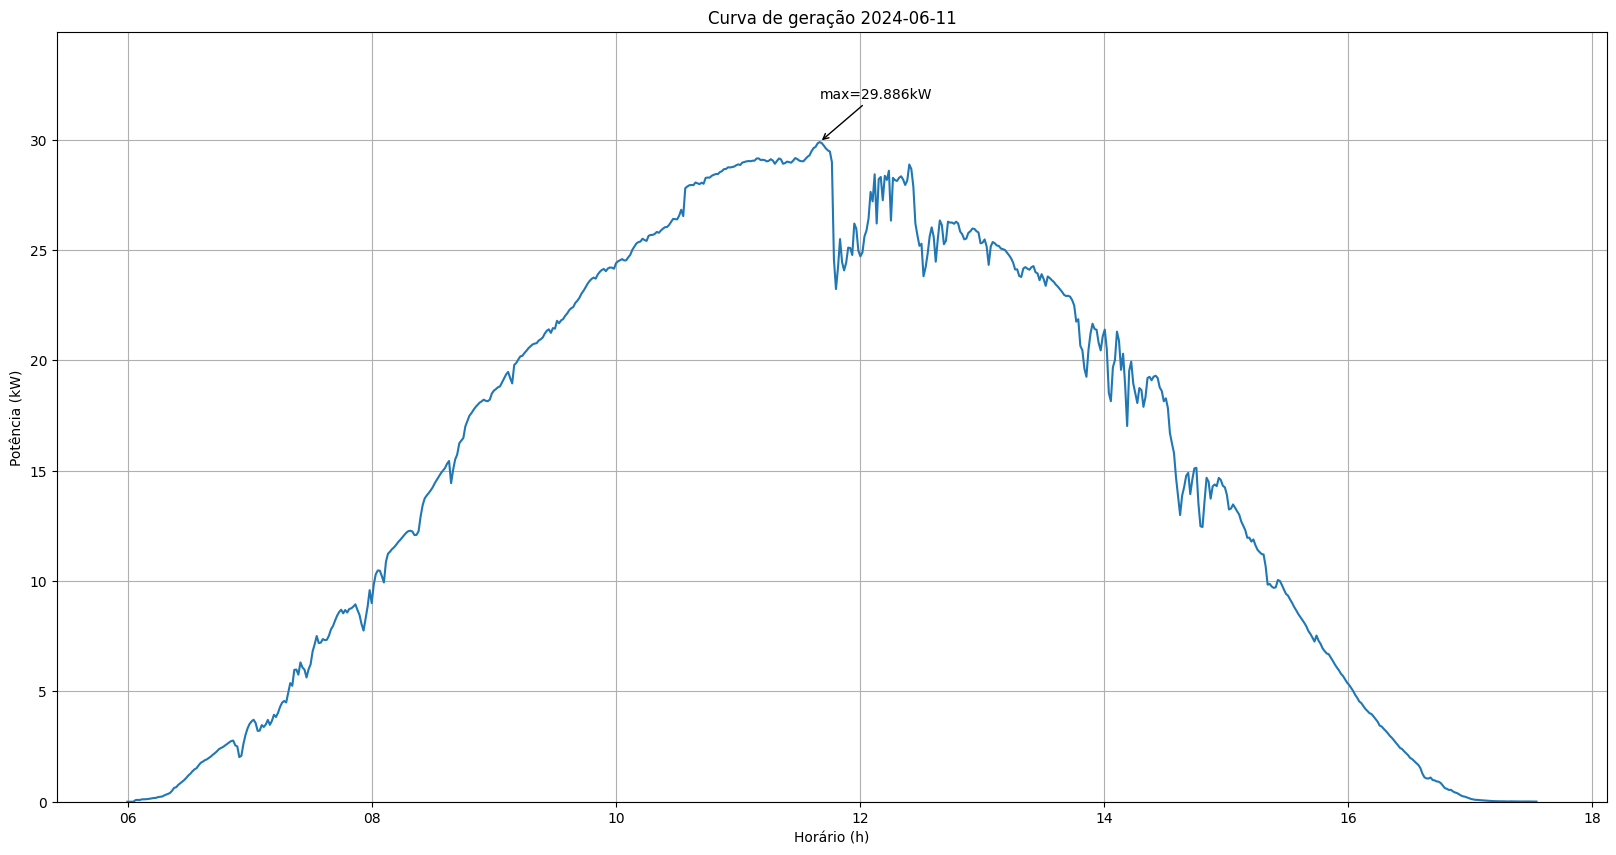 Curva de geração 2024-06-11
max=29.886kW
Potência (kW)
30
25
20
15
10
5
0
06 08 10 12 14 16 18
Horário (h)